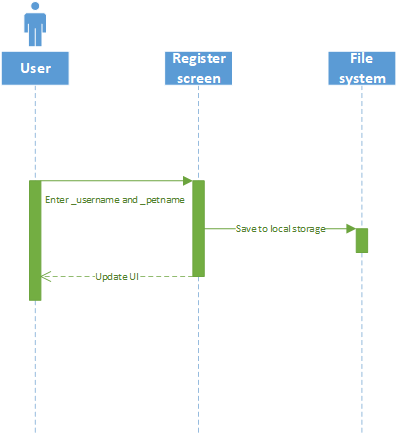 User
Register
screen
File
system
Enter _username and _petname
Save to local storage
Update UI